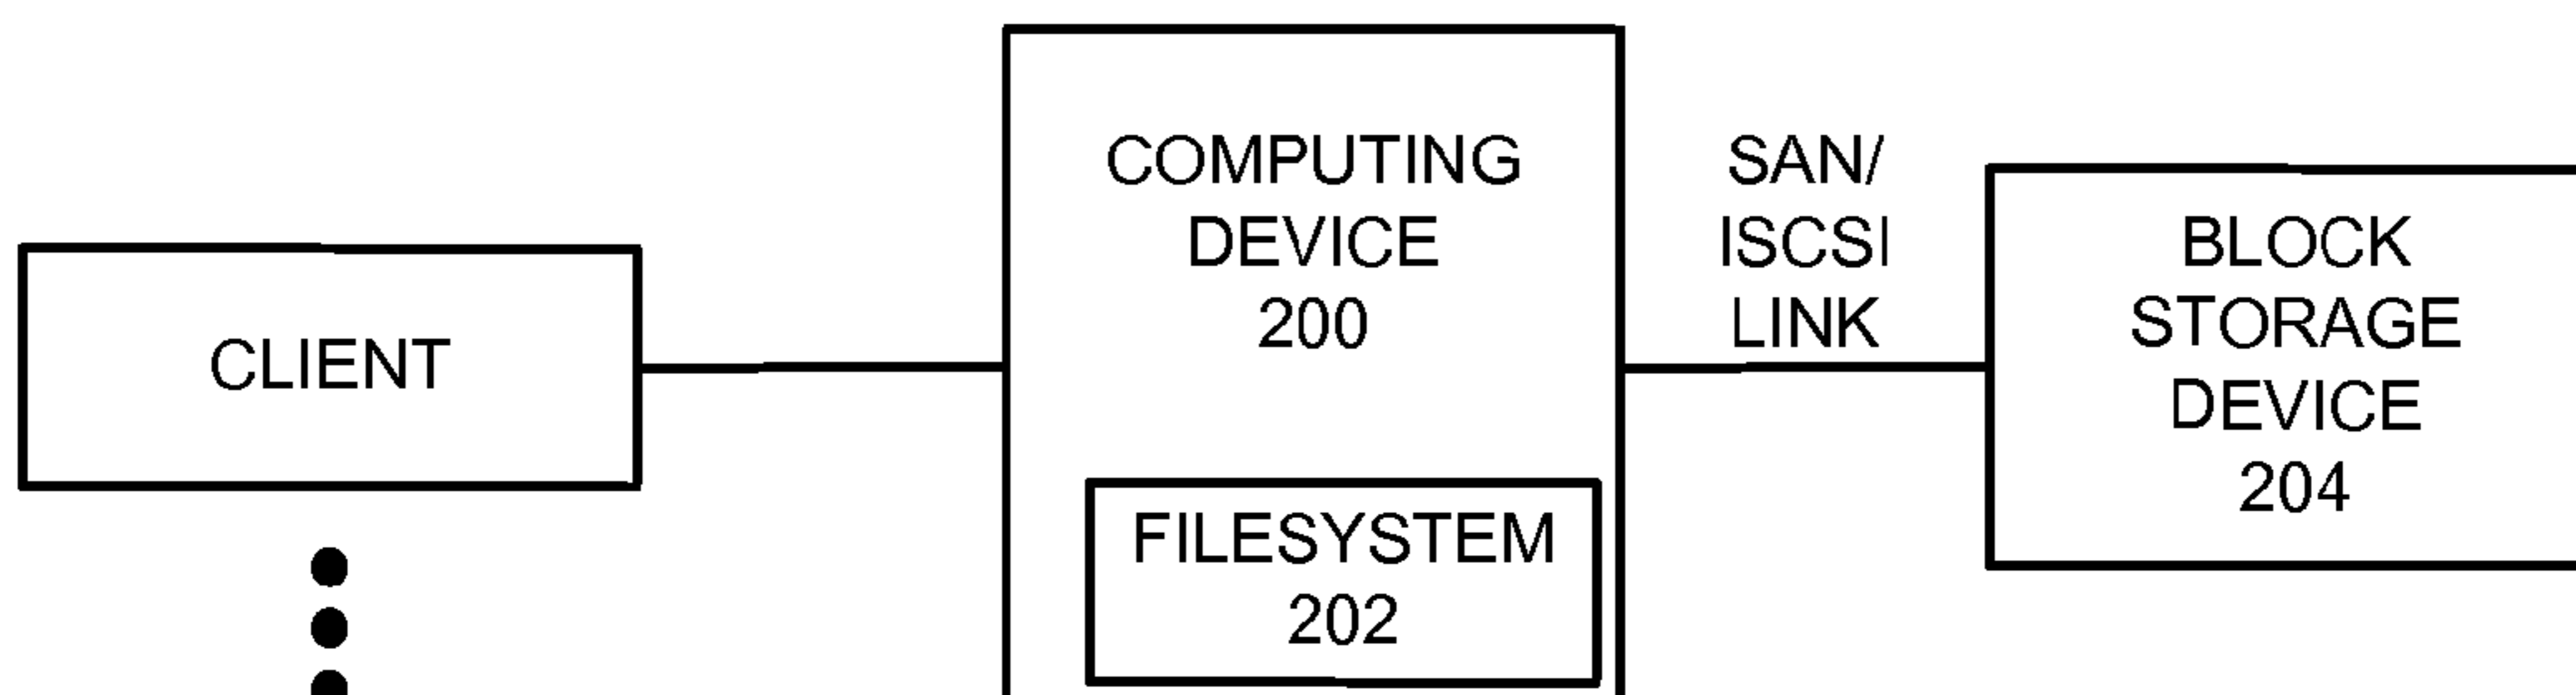 CLIENT
COMPUTING
DEVICE
200
FILESYSTEM
202
SAN/
ISCSI
LINK
BLOCK
STORAGE
DEVICE
204